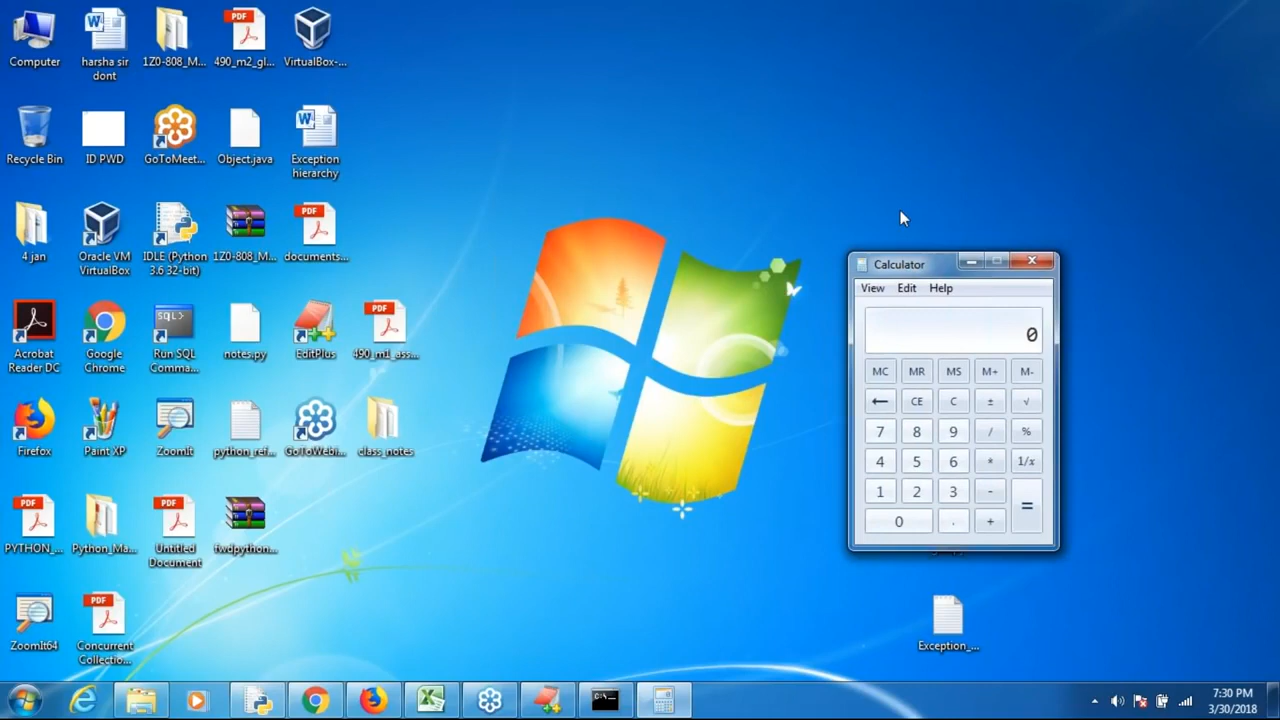 Computer
harsha sir
dont
1Z0-808_M...
490_m2_gl...
VirtualBox-...
Recycle Bin
ID PWD
GoToMeet...
Object.java
Exception
hierarchy
4 jan
Oracle VM
VirtualBox
IDLE (Python
3.6 32-bit)
1Z0-808_M...
documents...
Acrobat
Reader DC
Google
Chrome
Run SQL
Comma...
notes.py
EditPlus
490_m1_ass...
Firefox
Paint XP
ZoomIt
python_ref...
GoToWebi...
class_notes
PYTHON_...
Python_Ma...
Untitled
Document
fwdpython...
ZoomIt64
Concurrent
Collectio...
Exception_...
Calculator
View Edit Help
0
MC MR MS M+ M-
← CE C ± √
7 8 9 / %
4 5 6 * 1/x
1 2 3 - =
0 . +
7:30 PM
3/30/2018